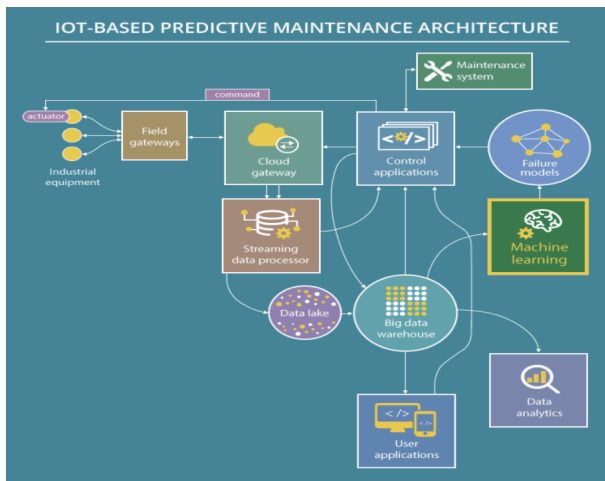 IOT-BASED PREDICTIVE MAINTENANCE ARCHITECTURE
Maintenance
system
command
actuator
Field
gateways
Industrial
equipment
Cloud
gateway
</>
Control
applications
Failure
models
Streaming
data processor
Machine
learning
Data lake
Big data
warehouse
Data
analytics
</>
</>
User
applications